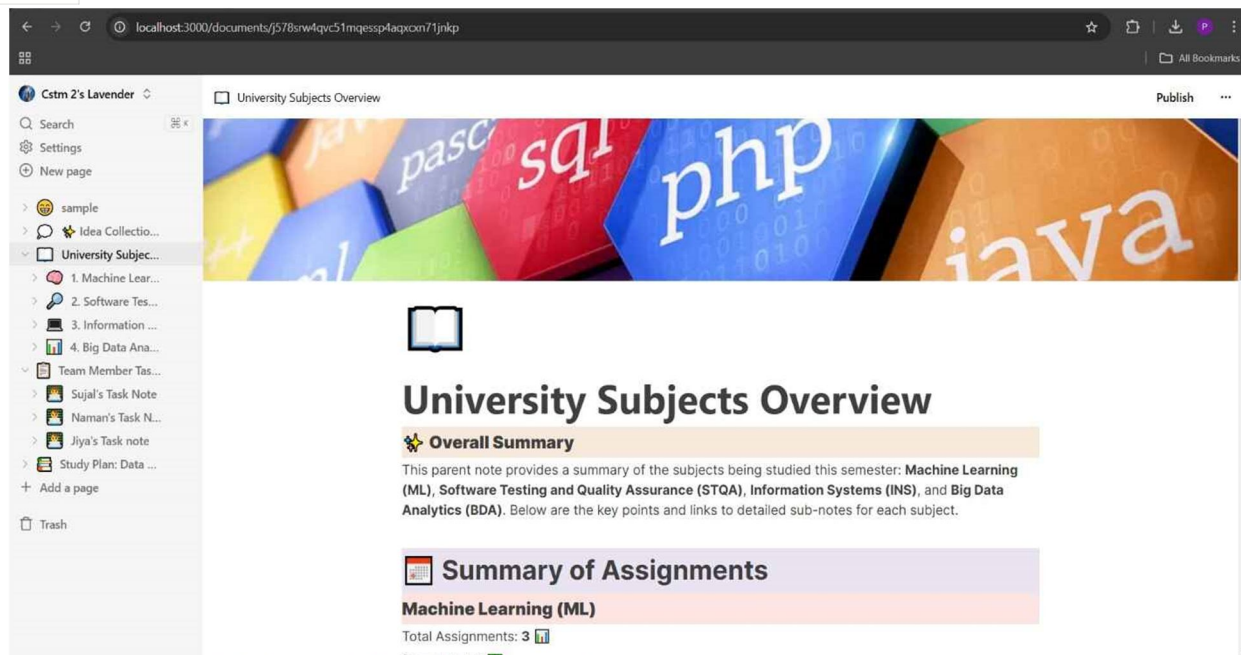 localhost:3000/documents/j578srw4qvc51mqessp4aqxcxn71jnkp
All Bookmarks
Cstm 2's Lavender
University Subjects Overview
Publish
Search
⌘ K
Settings
New page
sample
Idea Collectio...
University Subjec...
1. Machine Lear...
2. Software Tes...
3. Information ...
4. Big Data Ana...
Team Member Tas...
Sujal's Task Note
Naman's Task N...
Jiya's Task note
Study Plan: Data ...
Add a page
Trash
java
pasc
sql
php
java
University Subjects Overview
Overall Summary
This parent note provides a summary of the subjects being studied this semester: Machine Learning
(ML), Software Testing and Quality Assurance (STQA), Information Systems (INS), and Big Data
Analytics (BDA). Below are the key points and links to detailed sub-notes for each subject.
Summary of Assignments
Machine Learning (ML)
Total Assignments: 3